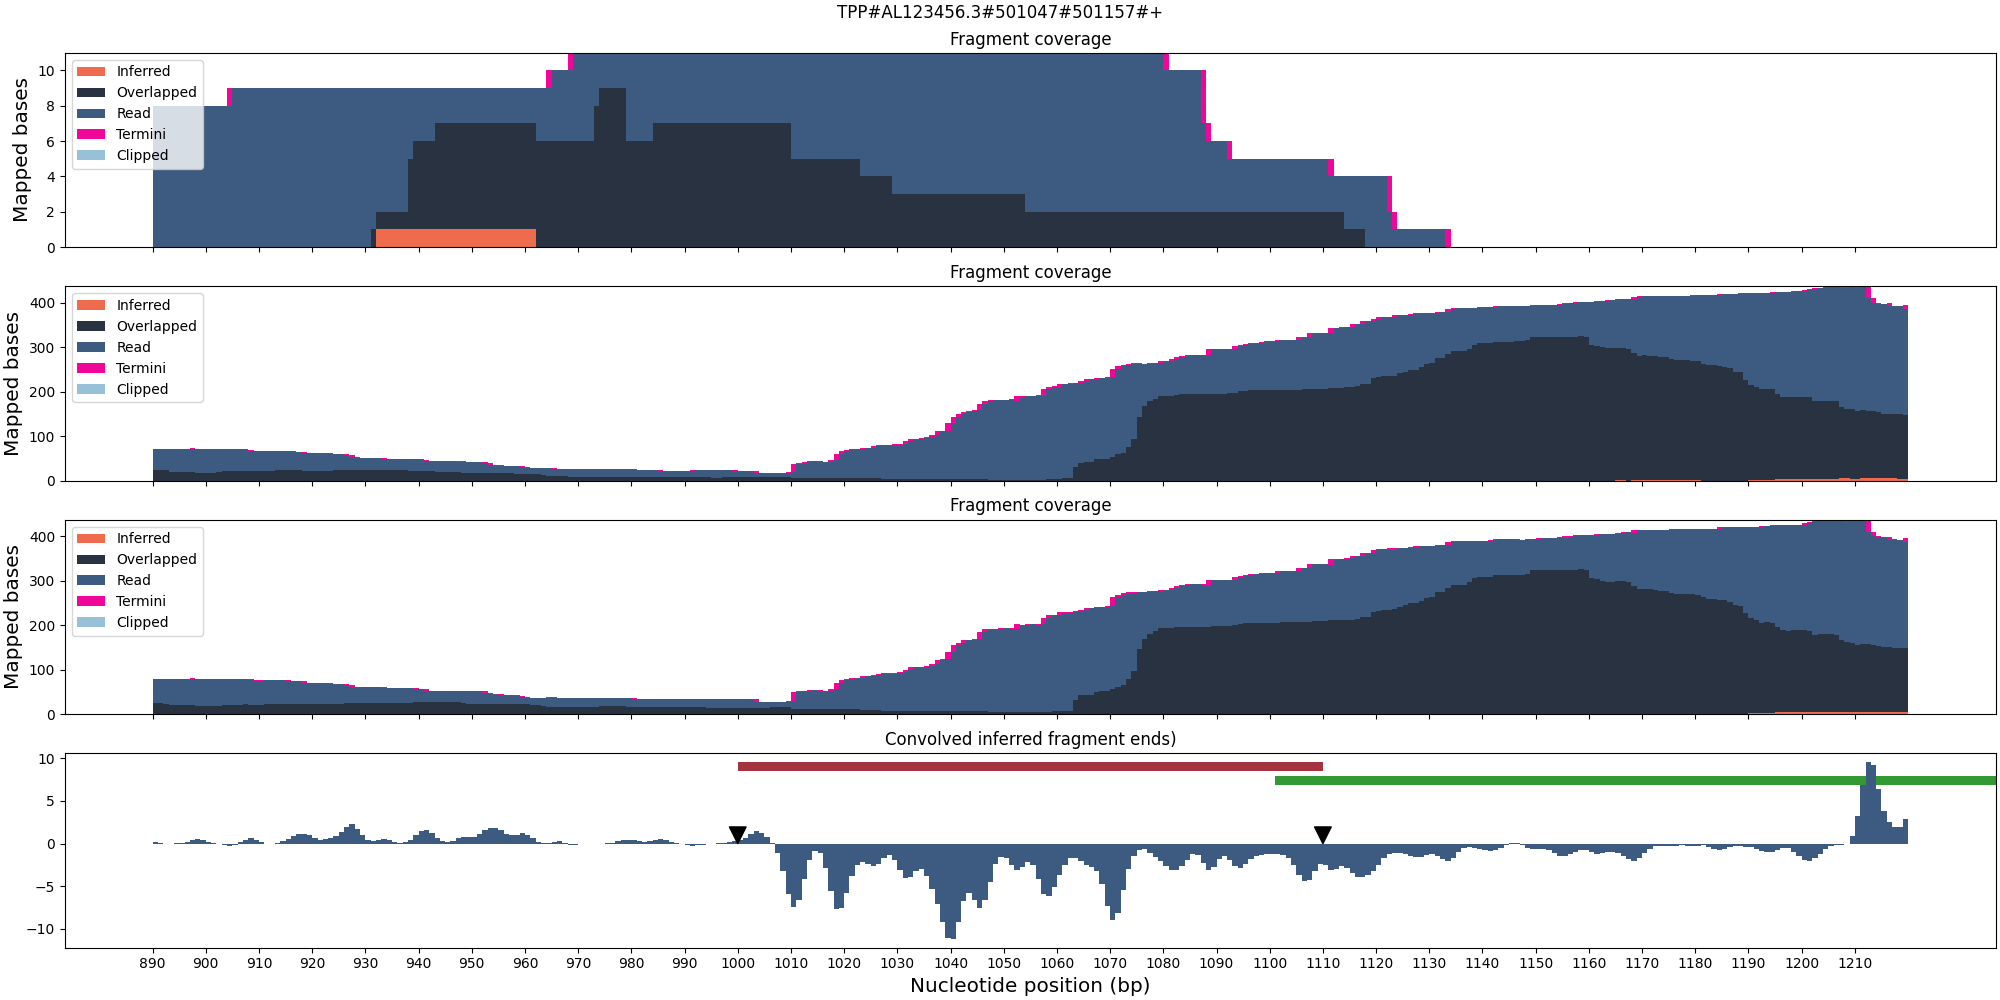 TPP#AL123456.3#501047#501157#+
Fragment coverage
Mapped bases
10
8
6
4
2
0
Inferred
Overlapped
Read
Termini
Clipped
Fragment coverage
Mapped bases
400
300
200
100
0
Inferred
Overlapped
Read
Termini
Clipped
Fragment coverage
Mapped bases
400
300
200
100
0
Inferred
Overlapped
Read
Termini
Clipped
Convolved inferred fragment ends)
10
5
0
−5
−10
890 900 910 920 930 940 950 960 970 980 990 1000 1010 1020 1030 1040 1050 1060 1070 1080 1090 1100 1110 1120 1130 1140 1150 1160 1170 1180 1190 1200 1210
Nucleotide position (bp)